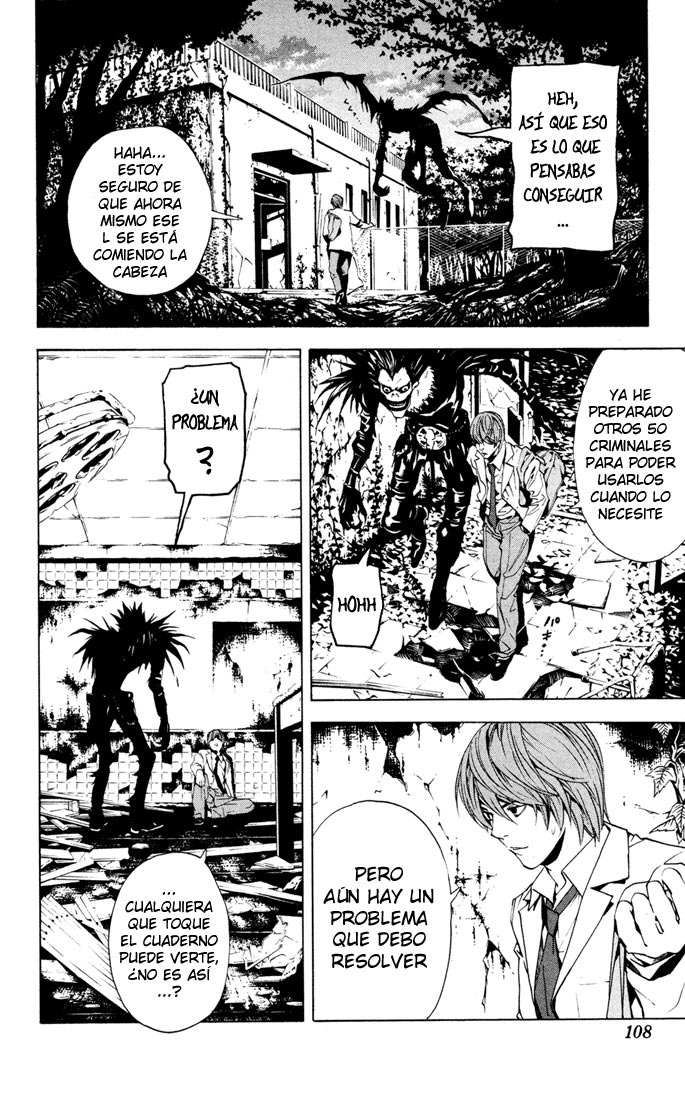 HEH,
ASÍ QUE ESO
ES LO QUE
PENSABAS
CONSEGUIR
...
HAHA...
ESTOY
SEGURO DE
QUE AHORA
MISMO ESE
L SE ESTÁ
COMIENDO LA
CABEZA
YA HE
PREPARADO
OTROS 50
CRIMINALES
PARA PODER
USARLOS
CUANDO LO
NECESITE
HOHH
PERO
AÚN HAY UN
PROBLEMA
QUE DEBO
RESOLVER
¿UN
PROBLEMA
?
...
CUALQUIERA
QUE TOQUE
EL CUADERNO
PUEDE VERTE,
¿NO ES ASÍ
...?
108